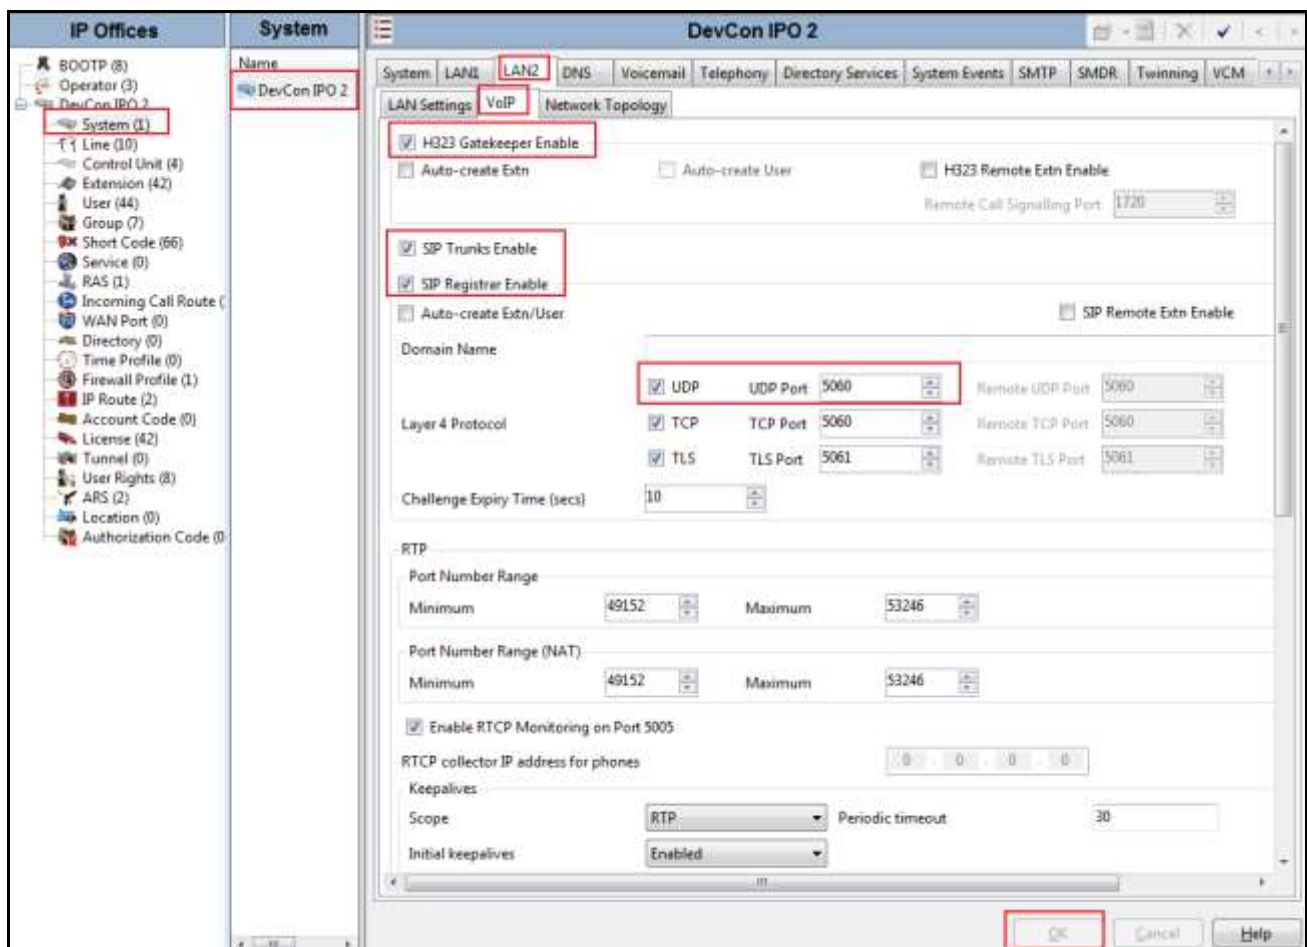 IP Offices
BOOTP (8)
Operator (3)
DevCon IPO 2
System (1)
Line (10)
Control Unit (4)
Extension (42)
User (44)
Group (7)
Short Code (66)
Service (0)
RAS (1)
Incoming Call Route (
WAN Port (0)
Directory (0)
Time Profile (0)
Firewall Profile (1)
IP Route (2)
Account Code (0)
License (42)
Tunnel (0)
User Rights (8)
ARS (2)
Location (0)
Authorization Code (0
System
Name
DevCon IPO 2
DevCon IPO 2
System LAN1 LAN2 DNS Voicemail Telephony Directory Services System Events SMTP SMDR Twinning VCM
LAN Settings VoIP Network Topology
H323 Gatekeeper Enable
Auto-create Extn Auto-create User H323 Remote Extn Enable
Remote Call Signalling Port 1720
SIP Trunks Enable
SIP Registrar Enable
Auto-create Extn/User SIP Remote Extn Enable
Domain Name
UDP UDP Port 5060 Remote UDP Port 5060
Layer 4 Protocol TCP TCP Port 5060 Remote TCP Port 5060
TLS TLS Port 5061 Remote TLS Port 5061
Challenge Expiry Time (secs) 10
RTP
Port Number Range
Minimum 49152 Maximum 53246
Port Number Range (NAT)
Minimum 49152 Maximum 53246
Enable RTCP Monitoring on Port 5005
RTCP collector IP address for phones 0 . 0 . 0 . 0
Keepalives
Scope RTP Periodic timeout 30
Initial keepalives Enabled
OK Cancel Help